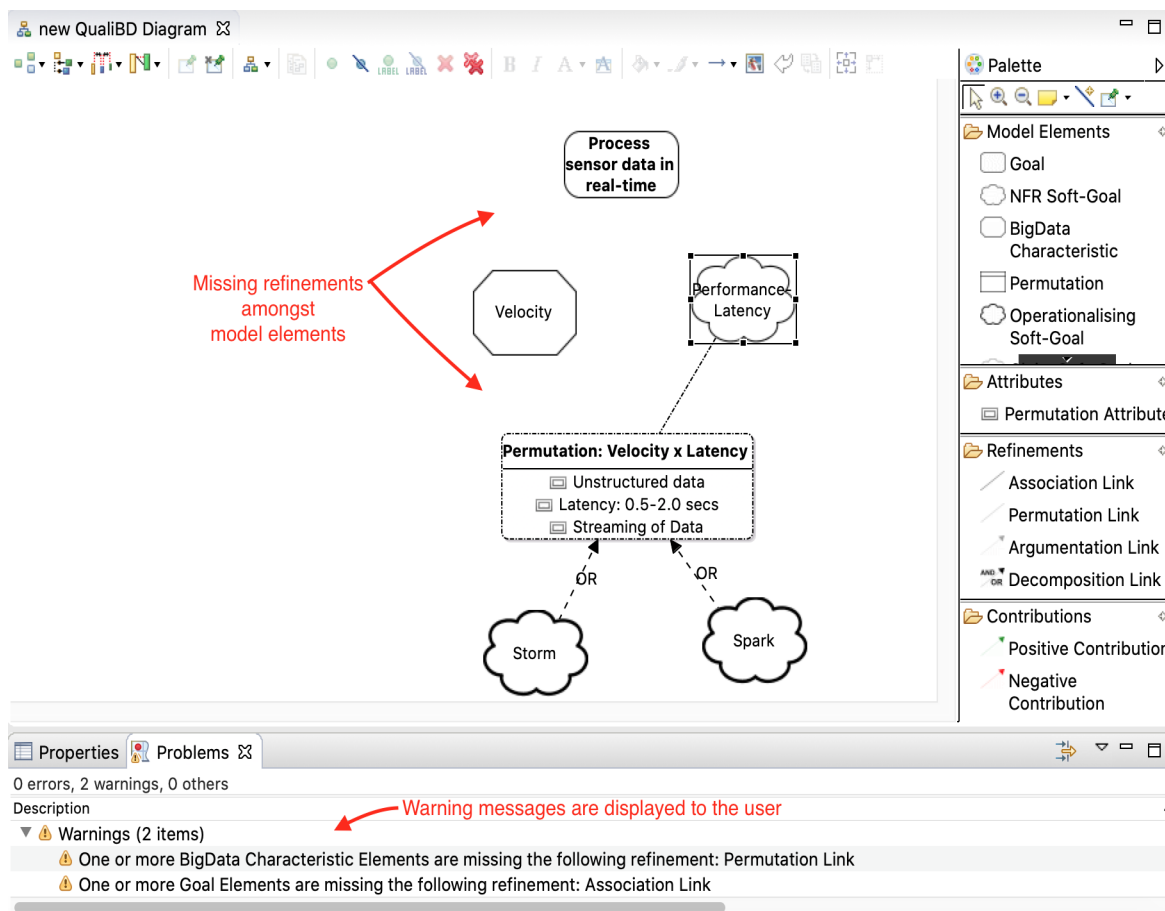 new QualiBD Diagram
LABEL LABEL
B I A A
Palette
Model Elements
Goal
NFR Soft-Goal
BigData
Characteristic
Permutation
Operationalising
Soft-Goal
Attributes
Permutation Attribute
Refinements
Association Link
Permutation Link
Argumentation Link
AND
OR
Decomposition Link
Contributions
Positive Contribution
Negative
Contribution
Process
sensor data in
real-time
Missing refinements
amongst
model elements
Velocity
Performance-
Latency
Permutation: Velocity x Latency
Unstructured data
Latency: 0.5-2.0 secs
Streaming of Data
OR
OR
Storm
Spark
Properties
Problems
0 errors, 2 warnings, 0 others
Description
Warning messages are displayed to the user
Warnings (2 items)
One or more BigData Characteristic Elements are missing the following refinement: Permutation Link
One or more Goal Elements are missing the following refinement: Association Link